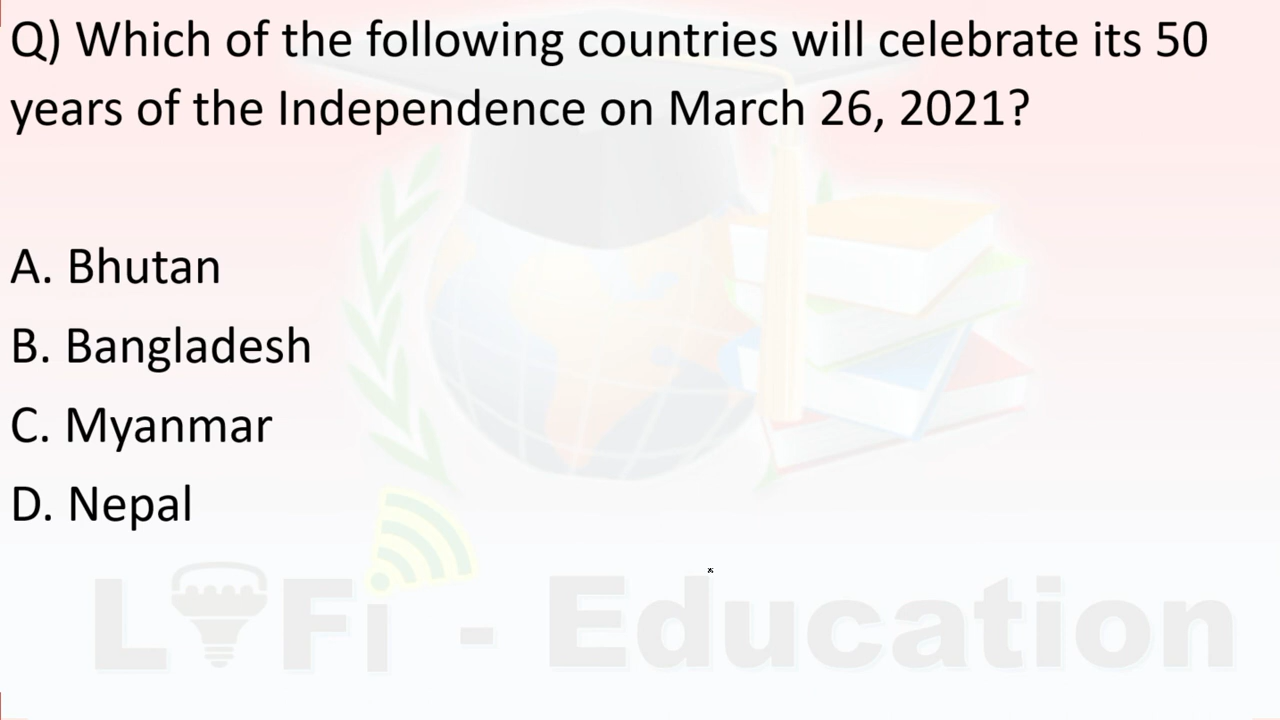 Q) Which of the following countries will celebrate its 50
years of the Independence on March 26, 2021?
A. Bhutan
B. Bangladesh
C. Myanmar
D. Nepal
LiFi - Education